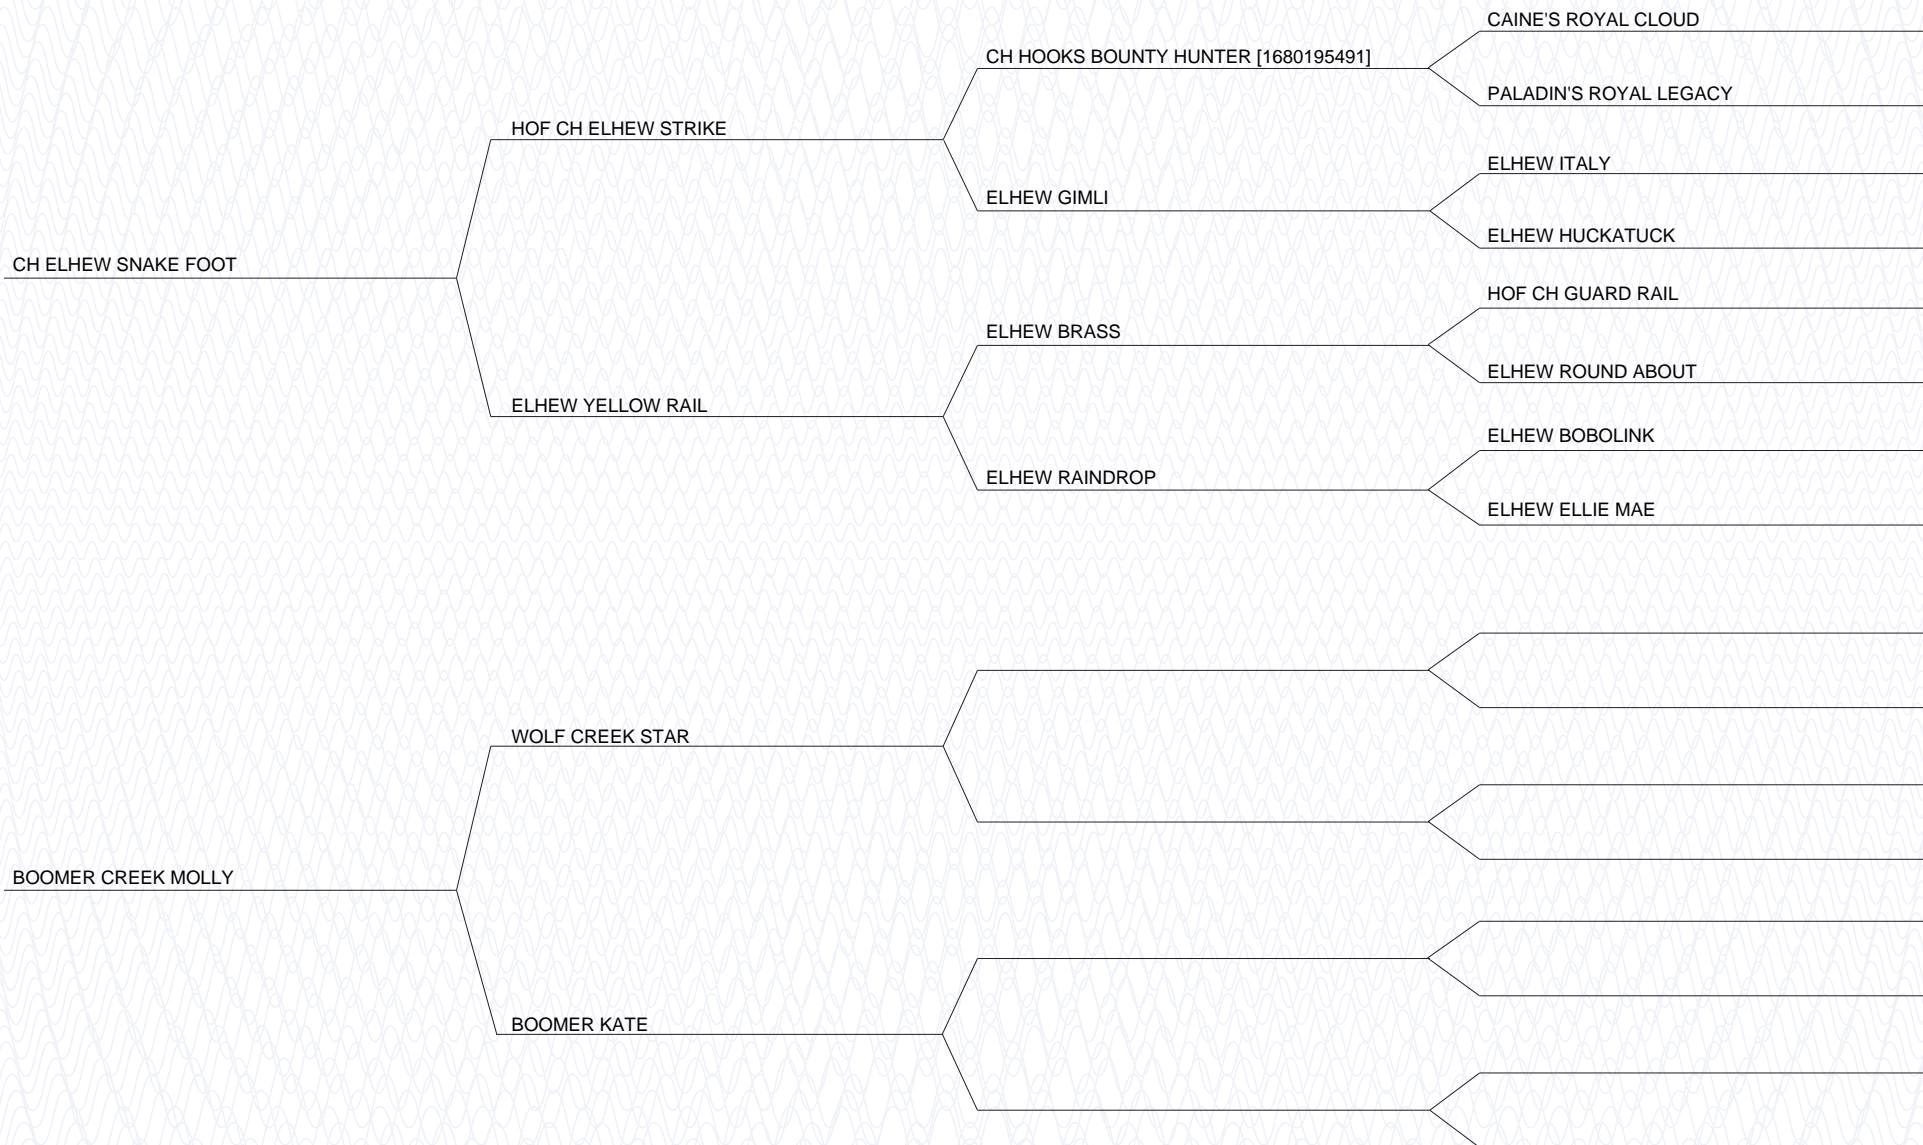 CAINE'S ROYAL CLOUD
CH HOOKS BOUNTY HUNTER [1680195491]
PALADIN'S ROYAL LEGACY
HOF CH ELHEW STRIKE
ELHEW ITALY
ELHEW GIMLI
ELHEW HUCKATUCK
CH ELHEW SNAKE FOOT
HOF CH GUARD RAIL
ELHEW BRASS
ELHEW ROUND ABOUT
ELHEW YELLOW RAIL
ELHEW BOBOLINK
ELHEW RAINDROP
ELHEW ELLIE MAE
WOLF CREEK STAR
BOOMER CREEK MOLLY
BOOMER KATE